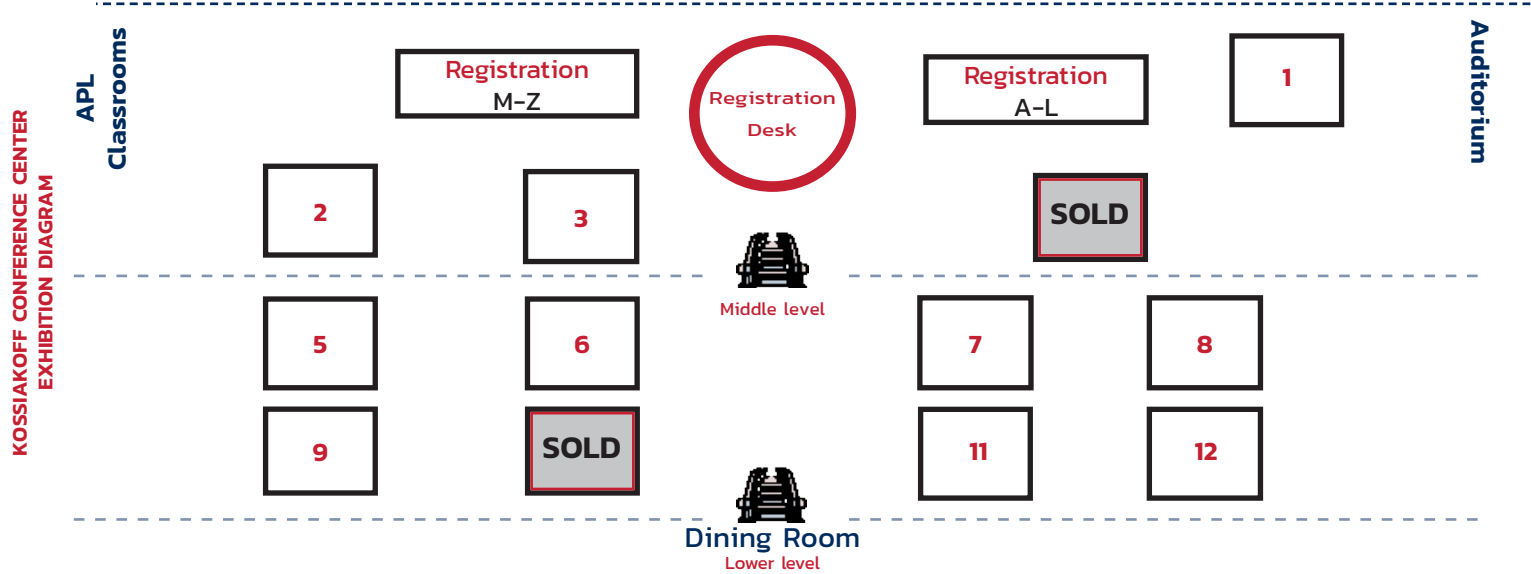 KOSSIAKOFF CONFERENCE CENTER
EXHIBITION DIAGRAM
APL
Classrooms
Registration
M-Z
Registration
Desk
Registration
A-L
1
Auditorium
2
3
SOLD
Middle level
5
6
7
8
9
SOLD
11
12
Dining Room
Lower level